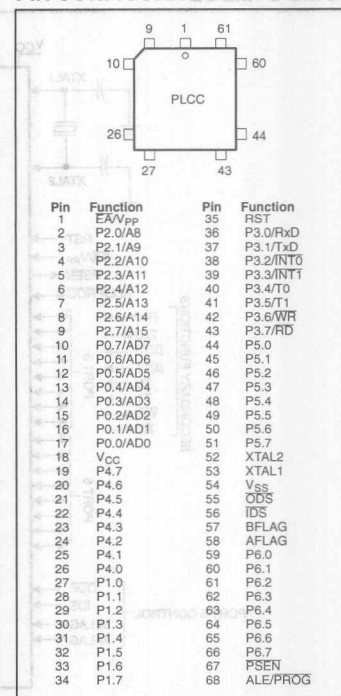 9 1 61
10 60
PLCC
26 44
27 43
Pin Function Pin Function
1 E̅A̅/VPP 35 RST
2 P2.0/A8 36 P3.0/RxD
3 P2.1/A9 37 P3.1/TxD
4 P2.2/A10 38 P3.2/I̅N̅T̅0̅
5 P2.3/A11 39 P3.3/I̅N̅T̅1̅
6 P2.4/A12 40 P3.4/T0
7 P2.5/A13 41 P3.5/T1
8 P2.6/A14 42 P3.6/W̅R̅
9 P2.7/A15 43 P3.7/R̅D̅
10 P0.7/AD7 44 P5.0
11 P0.6/AD6 45 P5.1
12 P0.5/AD5 46 P5.2
13 P0.4/AD4 47 P5.3
14 P0.3/AD3 48 P5.4
15 P0.2/AD2 49 P5.5
16 P0.1/AD1 50 P5.6
17 P0.0/AD0 51 P5.7
18 VCC 52 XTAL2
19 P4.7 53 XTAL1
20 P4.6 54 VSS
21 P4.5 55 O̅D̅S̅
22 P4.4 56 I̅D̅S̅
23 P4.3 57 BFLAG
24 P4.2 58 AFLAG
25 P4.1 59 P6.0
26 P4.0 60 P6.1
27 P1.0 61 P6.2
28 P1.1 62 P6.3
29 P1.2 63 P6.4
30 P1.3 64 P6.5
31 P1.4 65 P6.6
32 P1.5 66 P6.7
33 P1.6 67 P̅S̅E̅N̅
34 P1.7 68 ALE/P̅R̅O̅G̅